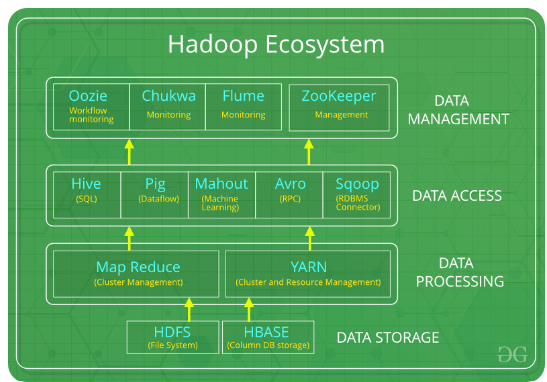 Hadoop Ecosystem
Oozie
Workflow
monitoring
Chukwa
Monitoring
Flume
Monitoring
ZooKeeper
Management
DATA
MANAGEMENT
Hive
(SQL)
Pig
(Dataflow)
Mahout
(Machine
Learning)
Avro
(RPC)
Sqoop
(RDBMS
Connector)
DATA ACCESS
Map Reduce
(Cluster Management)
YARN
(Cluster and Resource Management)
DATA
PROCESSING
HDFS
(File System)
HBASE
(Column DB storage)
DATA STORAGE